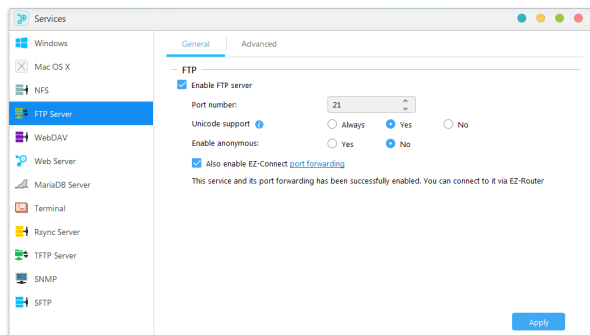 Services
Windows
Mac OS X
NFS
FTP Server
WebDAV
Web Server
MariaDB Server
Terminal
Rsync Server
TFTP Server
SNMP
SFTP
General Advanced
FTP
Enable FTP server
Port number: 21
Unicode support Always Yes No
Enable anonymous: Yes No
Also enable EZ-Connect port forwarding
This service and its port forwarding has been successfully enabled. You can connect to it via EZ-Router
Apply